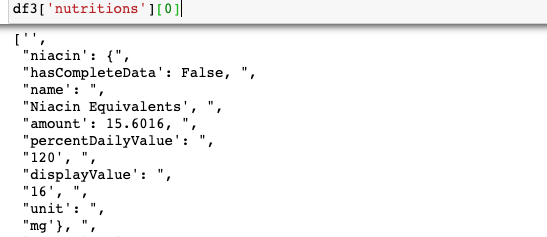 df3['nutritions'][0]
['',
"niacin': {",
"hasCompleteData': False, ",
"name': ",
"Niacin Equivalents', ",
"amount': 15.6016, ",
"percentDailyValue': ",
"120', ",
"displayValue': ",
"16', ",
"unit': ",
"mg'}, ",